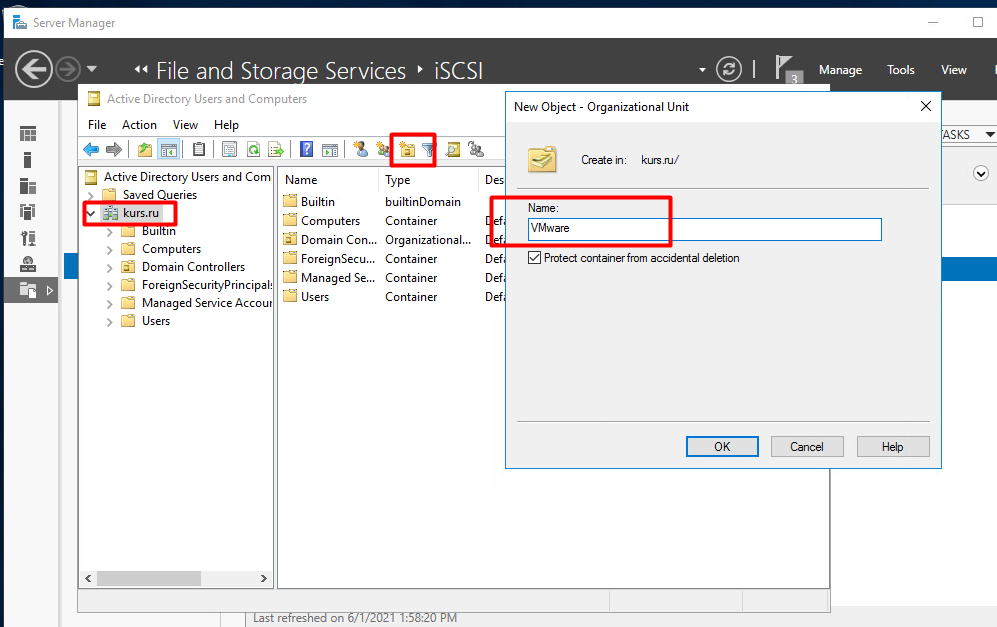 Server Manager
File and Storage Services
iSCSI
3
Manage
Tools
View
Active Directory Users and Computers
File
Action
View
Help
Active Directory Users and Com
Saved Queries
kurs.ru
Builtin
Computers
Domain Controllers
ForeignSecurityPrincipals
Managed Service Accour
Users
Name
Type
Des
Builtin
builtinDomain
Computers
Container
Defa
Domain Con...
Organizational...
Defa
ForeignSecu...
Container
Defa
Managed Se...
Container
Defa
Users
Container
Defa
New Object - Organizational Unit
Create in:
kurs.ru/
Name:
VMware
Protect container from accidental deletion
OK
Cancel
Help
TASKS
Last refreshed on 6/1/2021 1:58:20 PM